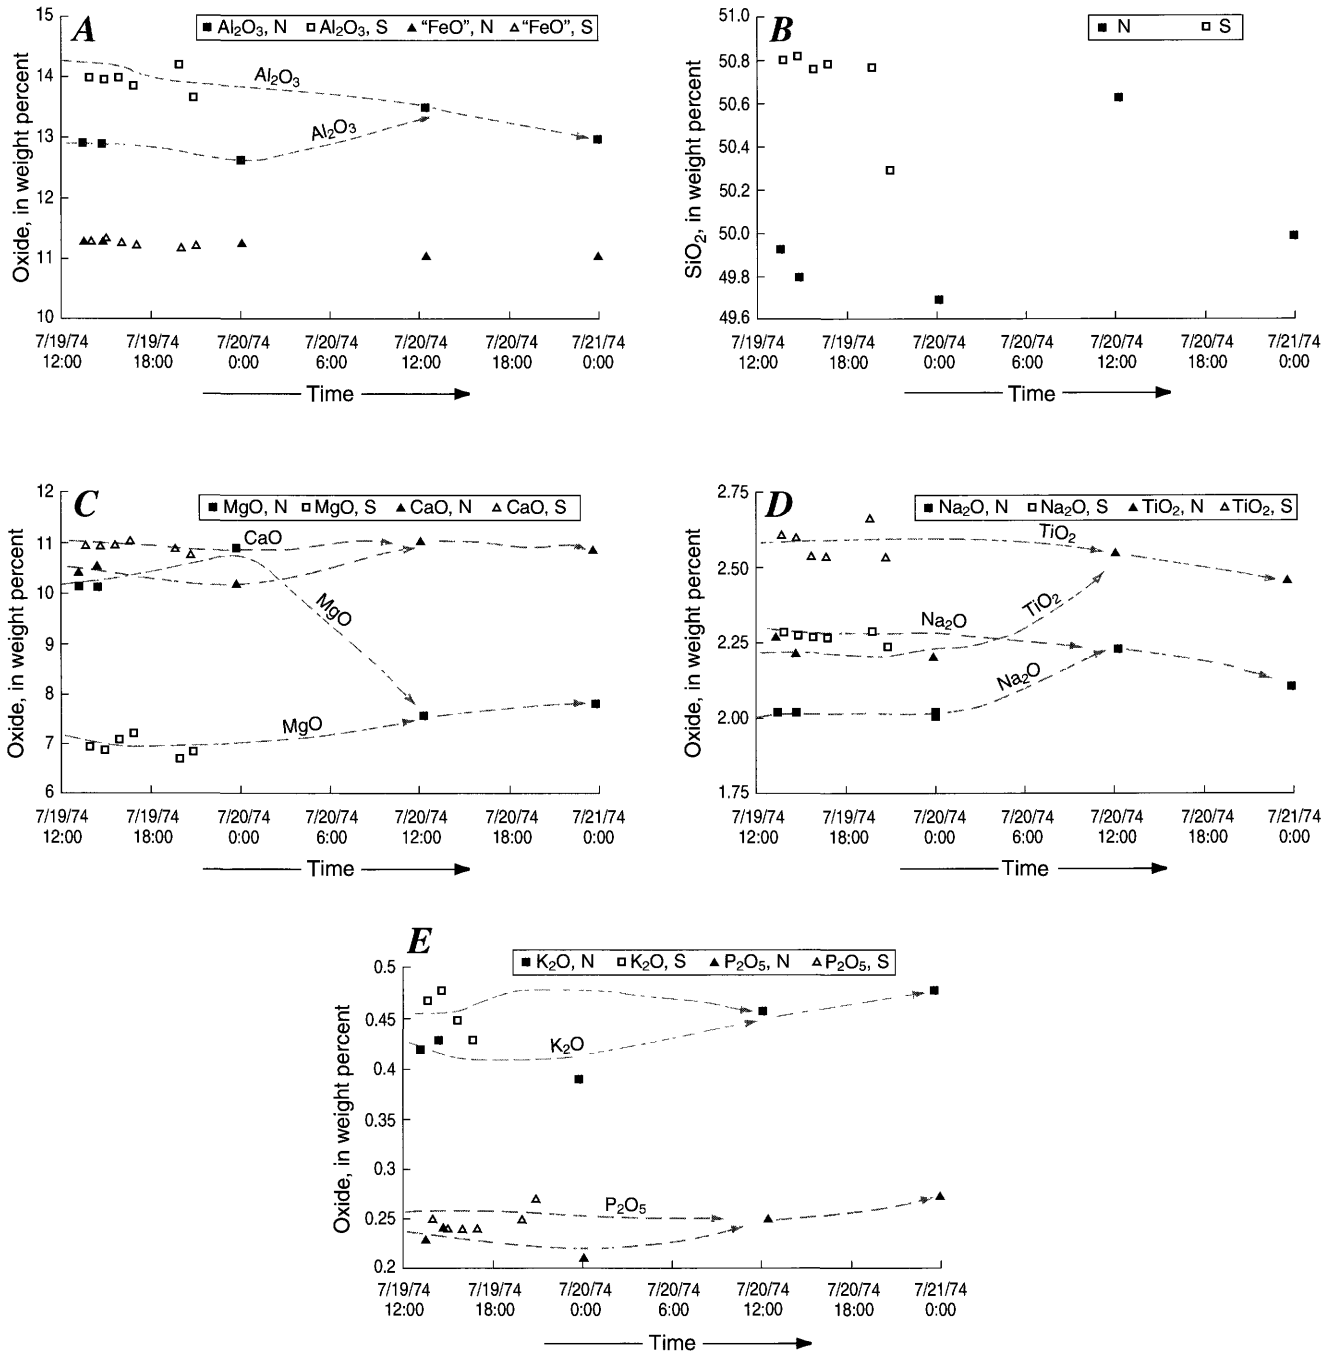 A
■ Al₂O₃, N □ Al₂O₃, S ▲ “FeO”, N △ “FeO”, S
Oxide, in weight percent
15
14
13
12
11
10
Al₂O₃
Al₂O₃
7/19/74 7/19/74 7/20/74 7/20/74 7/20/74 7/20/74 7/21/74
12:00 18:00 0:00 6:00 12:00 18:00 0:00
Time
B
■ N □ S
SiO₂, in weight percent
51.0
50.8
50.6
50.4
50.2
50.0
49.8
49.6
7/19/74 7/19/74 7/20/74 7/20/74 7/20/74 7/20/74 7/21/74
12:00 18:00 0:00 6:00 12:00 18:00 0:00
Time
C
■ MgO, N □ MgO, S ▲ CaO, N △ CaO, S
Oxide, in weight percent
12
11
10
9
8
7
6
CaO
MgO
MgO
7/19/74 7/19/74 7/20/74 7/20/74 7/20/74 7/20/74 7/21/74
12:00 18:00 0:00 6:00 12:00 18:00 0:00
Time
D
■ Na₂O, N □ Na₂O, S ▲ TiO₂, N △ TiO₂, S
Oxide, in weight percent
2.75
2.50
2.25
2.00
1.75
TiO₂
TiO₂
Na₂O
Na₂O
7/19/74 7/19/74 7/20/74 7/20/74 7/20/74 7/20/74 7/21/74
12:00 18:00 0:00 6:00 12:00 18:00 0:00
Time
E
■ K₂O, N □ K₂O, S ▲ P₂O₅, N △ P₂O₅, S
Oxide, in weight percent
0.5
0.45
0.4
0.35
0.3
0.25
0.2
K₂O
P₂O₅
7/19/74 7/19/74 7/20/74 7/20/74 7/20/74 7/20/74 7/21/74
12:00 18:00 0:00 6:00 12:00 18:00 0:00
Time